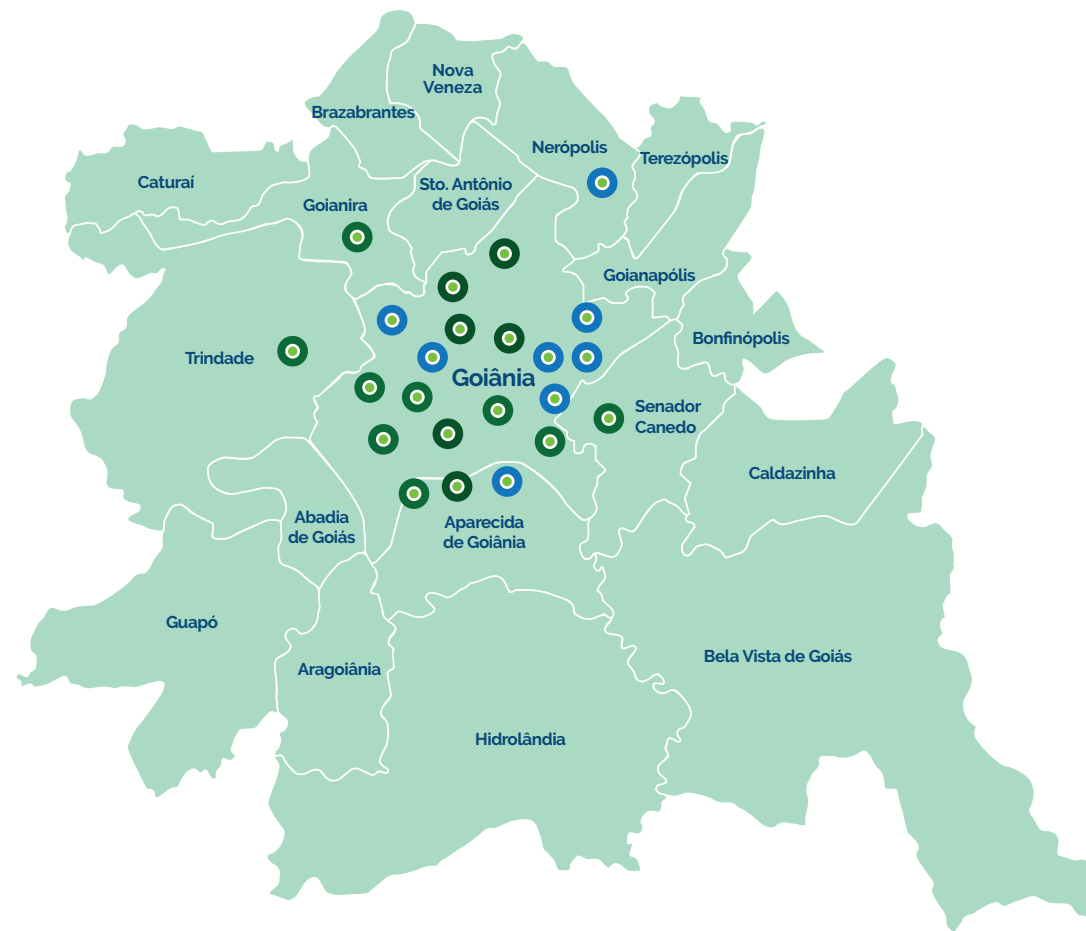 Nova
Veneza
Brazabrantes
Nerópolis
Terezópolis
Caturaí
Sto. Antônio
de Goiás
Goianira
Goianápólis
Bonfinópolis
Trindade
Goiânia
Senador
Canedo
Caldazinha
Abadia
de Goiás
Aparecida
de Goiânia
Guapó
Aragoiânia
Bela Vista de Goiás
Hidrolândia